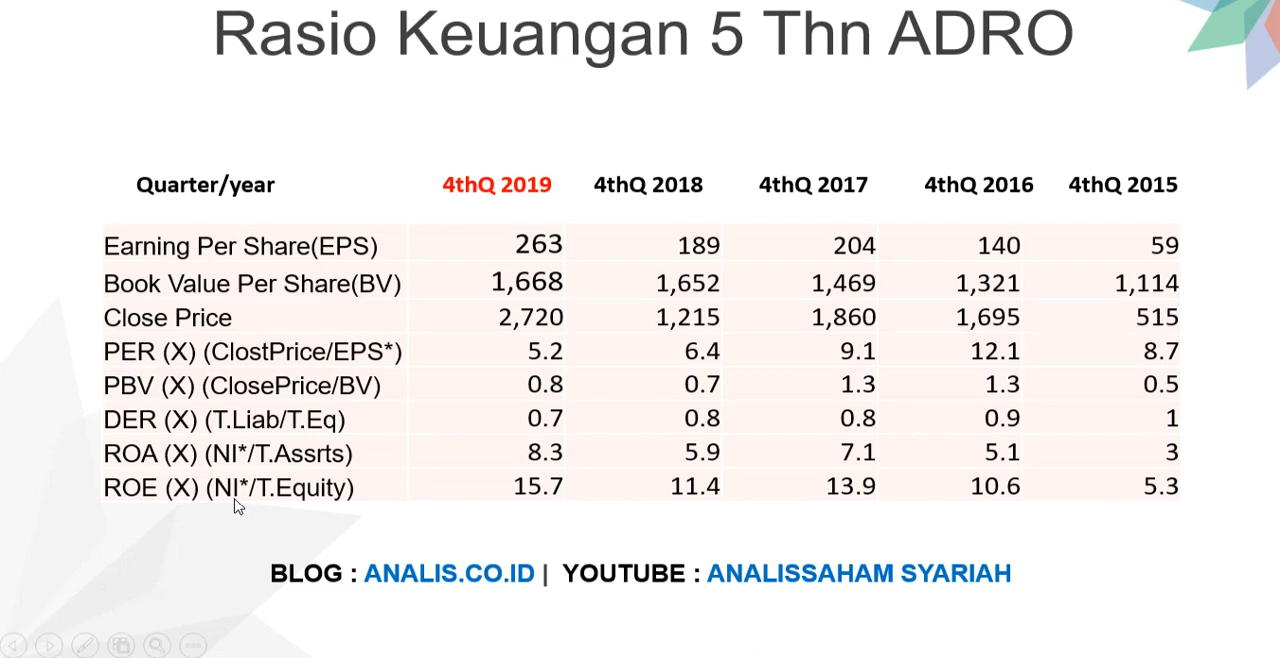 Rasio Keuangan 5 Thn ADRO
Quarter/year 4thQ 2019 4thQ 2018 4thQ 2017 4thQ 2016 4thQ 2015
Earning Per Share(EPS) 263 189 204 140 59
Book Value Per Share(BV) 1,668 1,652 1,469 1,321 1,114
Close Price 2,720 1,215 1,860 1,695 515
PER (X) (ClostPrice/EPS*) 5.2 6.4 9.1 12.1 8.7
PBV (X) (ClosePrice/BV) 0.8 0.7 1.3 1.3 0.5
DER (X) (T.Liab/T.Eq) 0.7 0.8 0.8 0.9 1
ROA (X) (NI*/T.Assrts) 8.3 5.9 7.1 5.1 3
ROE (X) (NI*/T.Equity) 15.7 11.4 13.9 10.6 5.3
BLOG : ANALIS.CO.ID | YOUTUBE : ANALISSAHAM SYARIAH